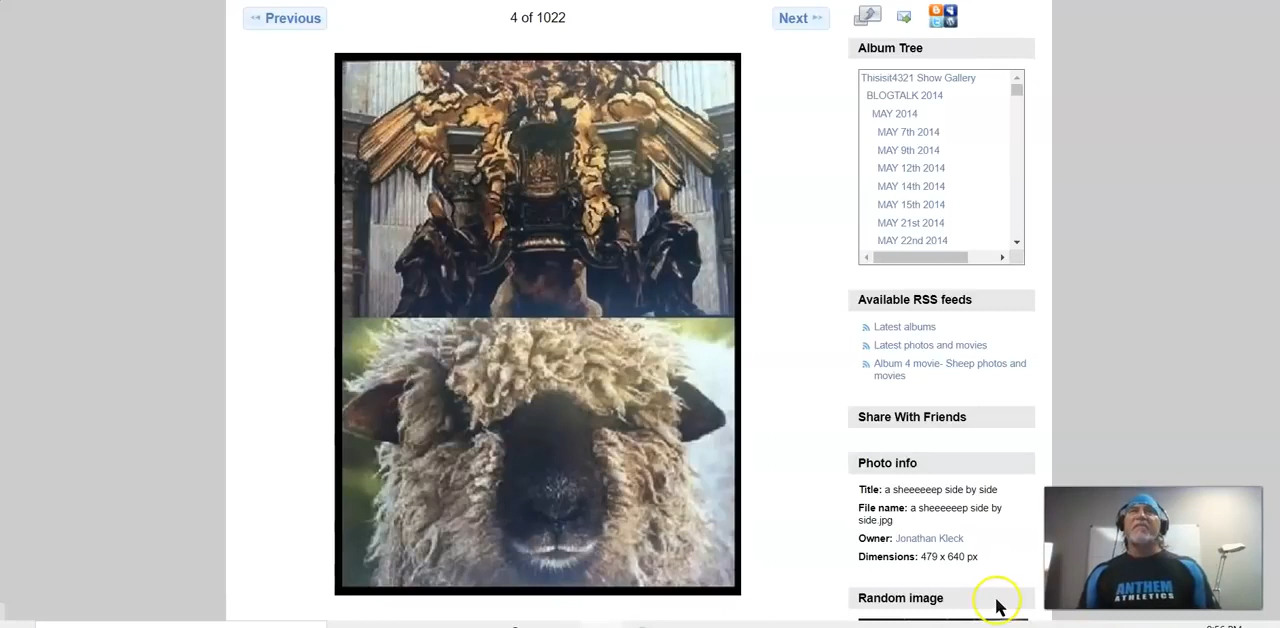 Previous
4 of 1022
Next
Album Tree
Thisisit4321 Show Gallery
BLOGTALK 2014
MAY 2014
MAY 7th 2014
MAY 9th 2014
MAY 12th 2014
MAY 14th 2014
MAY 15th 2014
MAY 21st 2014
MAY 22nd 2014
Available RSS feeds
Latest albums
Latest photos and movies
Album 4 movie- Sheep photos and
movies
Share With Friends
Photo info
Title: a sheeeeeep side by side
File name: a sheeeeeep side by
side.jpg
Owner: Jonathan Kleck
Dimensions: 479 x 640 px
Random image
ANTHEM
ATHLETICS